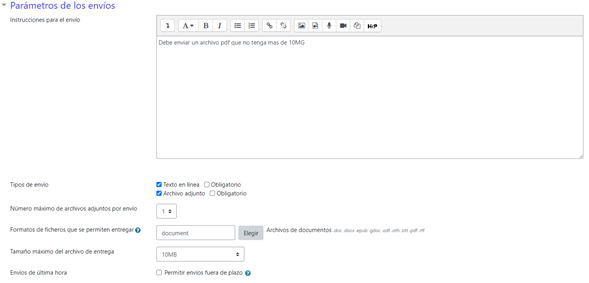 Parámetros de los envíos
Instrucciones para el envío
A B I H5P
Debe enviar un archivo pdf que no tenga mas de 10MG
Tipos de envío Texto en línea Obligatorio
Archivo adjunto Obligatorio
Número máximo de archivos adjuntos por envío 1
Formatos de ficheros que se permiten entregar document Elegir Archivos de documentos .doc .docx .epub .gdoc .odt .oth .ott .pdf .rtf
Tamaño máximo del archivo de entrega 10MB
Envíos de última hora Permitir envíos fuera de plazo